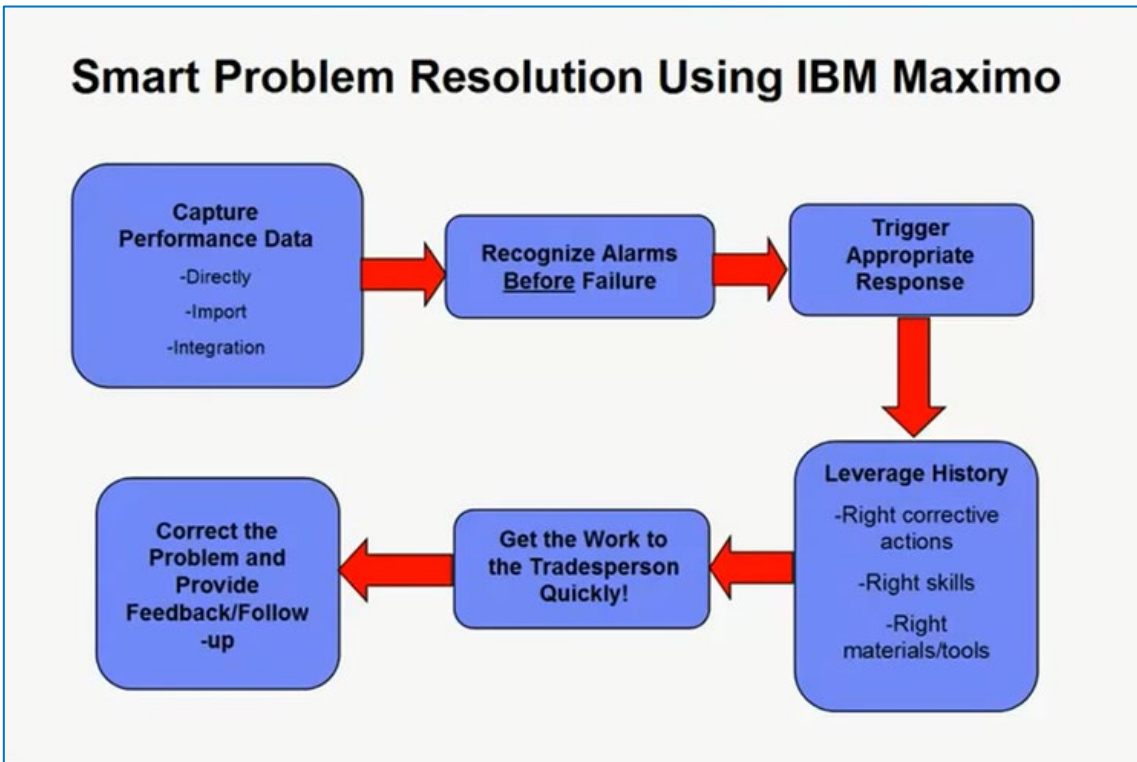 Smart Problem Resolution Using IBM Maximo
Capture
Performance Data
-Directly
-Import
-Integration
Recognize Alarms
Before Failure
Trigger
Appropriate
Response
Leverage History
-Right corrective
actions
-Right skills
-Right
materials/tools
Get the Work to
the Tradesperson
Quickly!
Correct the
Problem and
Provide
Feedback/Follow
-up